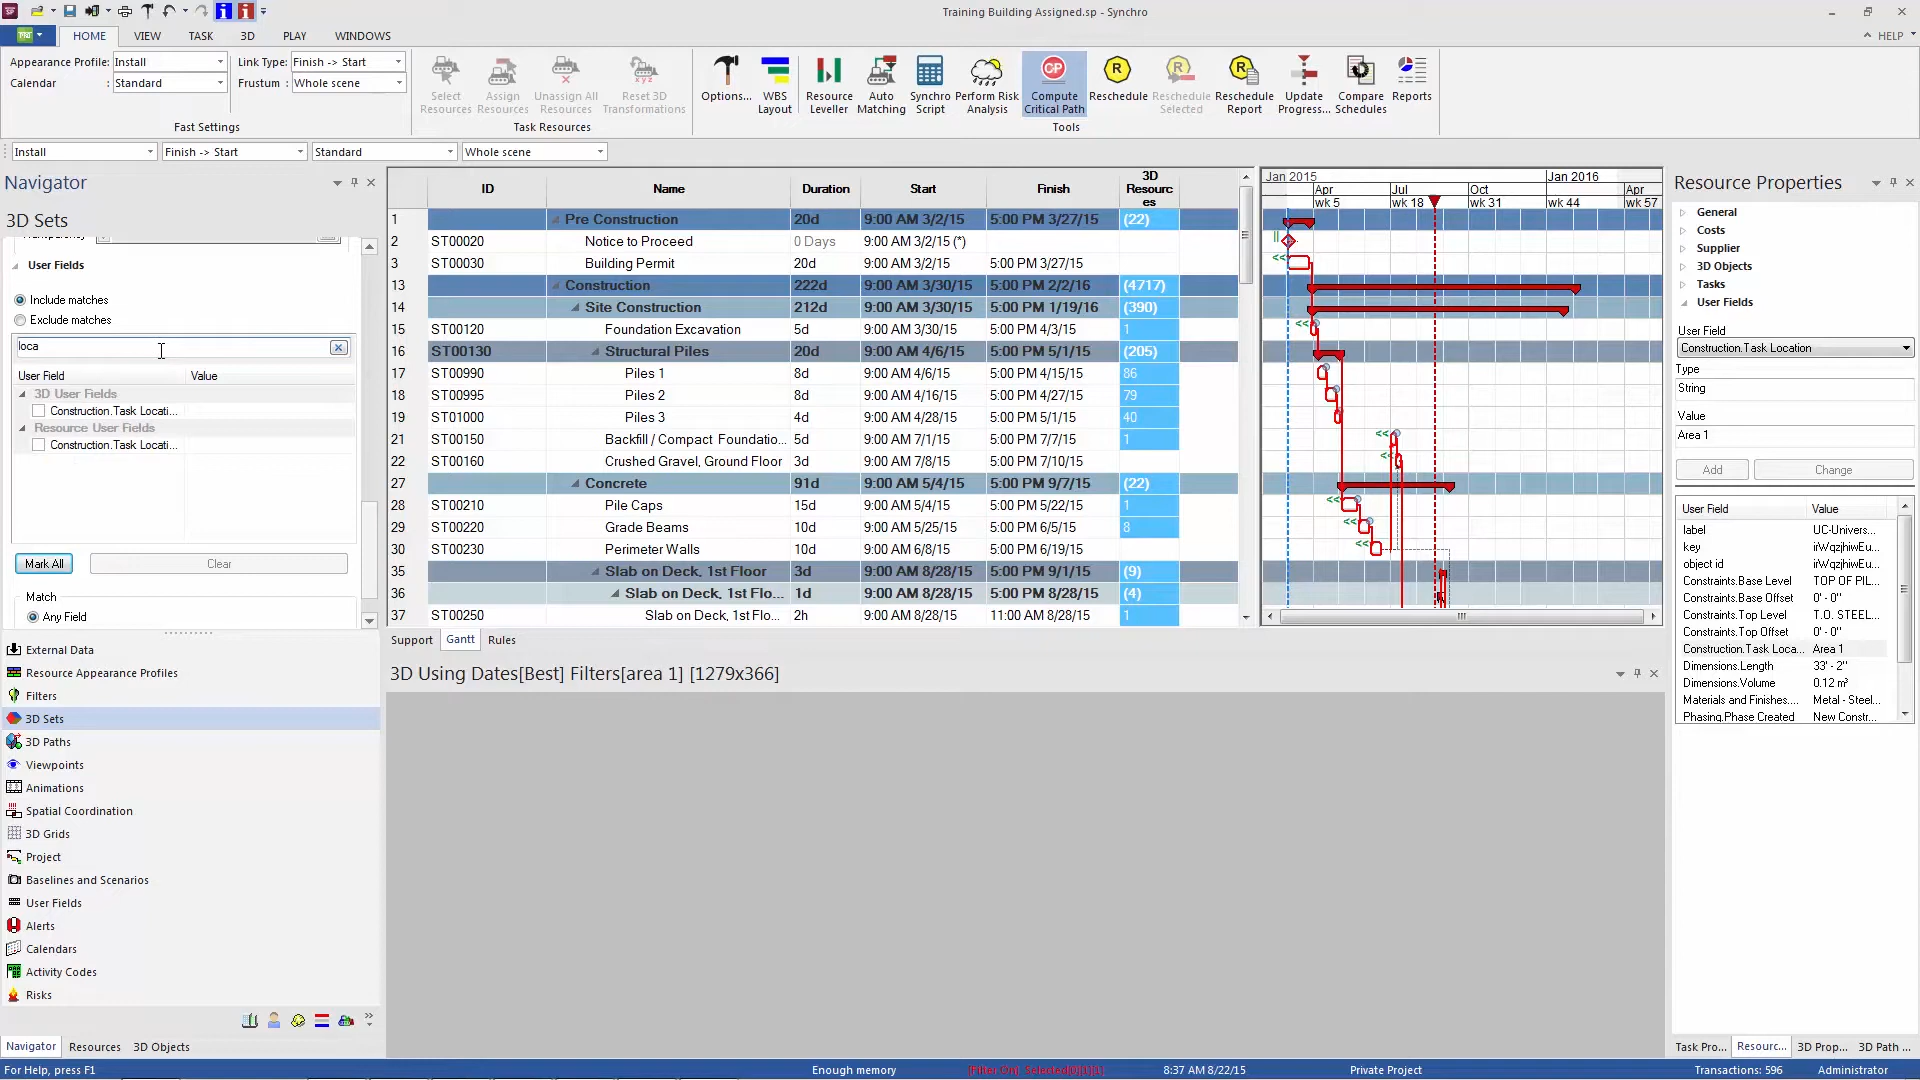 Training Building Assigned.sp - Synchro
HOME VIEW TASK 3D PLAY WINDOWS HELP
Appearance Profile: Install Link Type: Finish -> Start
Calendar Standard Frustum : Whole scene
Fast Settings
Select Resources
Assign Resources
Unassign All Resources
Reset 3D Transformations
Task Resources
Options...
WBS Layout
Resource Leveller
Auto Matching
Synchro Script
Perform Risk Analysis
Compute Critical Path
Reschedule
Reschedule Selected
Reschedule Report
Update Progress...
Compare Schedules
Reports
Tools
Install Finish -> Start Standard Whole scene
Navigator
3D Sets
User Fields
Include matches
Exclude matches
loca
User Field Value
3D User Fields
Construction.Task Locati...
Resource User Fields
Construction.Task Locati...
Mark All Clear
Match
Any Field
External Data
Resource Appearance Profiles
Filters
3D Sets
3D Paths
Viewpoints
Animations
Spatial Coordination
3D Grids
Project
Baselines and Scenarios
User Fields
Alerts
Calendars
Activity Codes
Risks
Navigator Resources 3D Objects
ID Name Duration Start Finish 3D Resources
1 Pre Construction 20d 9:00 AM 3/2/15 5:00 PM 3/27/15 (22)
2 ST00020 Notice to Proceed 0 Days 9:00 AM 3/2/15 (*)
3 ST00030 Building Permit 20d 9:00 AM 3/2/15 5:00 PM 3/27/15
13 Construction 222d 9:00 AM 3/30/15 5:00 PM 2/2/16 (4717)
14 Site Construction 212d 9:00 AM 3/30/15 5:00 PM 1/19/16 (390)
15 ST00120 Foundation Excavation 5d 9:00 AM 3/30/15 5:00 PM 4/3/15 1
16 ST00130 Structural Piles 20d 9:00 AM 4/6/15 5:00 PM 5/1/15 (205)
17 ST00990 Piles 1 8d 9:00 AM 4/6/15 5:00 PM 4/15/15 86
18 ST00995 Piles 2 8d 9:00 AM 4/16/15 5:00 PM 4/27/15 79
19 ST01000 Piles 3 4d 9:00 AM 4/28/15 5:00 PM 5/1/15 40
21 ST00150 Backfill / Compact Foundatio... 5d 9:00 AM 7/1/15 5:00 PM 7/7/15 1
22 ST00160 Crushed Gravel, Ground Floor 3d 9:00 AM 7/8/15 5:00 PM 7/10/15
27 Concrete 91d 9:00 AM 5/4/15 5:00 PM 9/7/15 (22)
28 ST00210 Pile Caps 15d 9:00 AM 5/4/15 5:00 PM 5/22/15 1
29 ST00220 Grade Beams 10d 9:00 AM 5/25/15 5:00 PM 6/5/15 8
30 ST00230 Perimeter Walls 10d 9:00 AM 6/8/15 5:00 PM 6/19/15
35 Slab on Deck, 1st Floor 3d 9:00 AM 8/28/15 5:00 PM 9/1/15 (9)
36 Slab on Deck, 1st Flo... 1d 9:00 AM 8/28/15 5:00 PM 8/28/15 (4)
37 ST00250 Slab on Deck, 1st Flo... 2h 9:00 AM 8/28/15 11:00 AM 8/28/15 1
Support Gantt Rules
Jan 2015 Jan 2016
Apr Jul Oct Apr
wk 5 wk 18 wk 31 wk 44 wk 57
3D Using Dates[Best] Filters[area 1] [1279x366]
Resource Properties
General
Costs
Supplier
3D Objects
Tasks
User Fields
User Field
Construction.Task Location
Type
String
Value
Area 1
Add Change
User Field Value
label UC-Univers...
key irWqzjhiwEu...
object id irWqzjhiwEu...
Constraints.Base Level TOP OF PIL...
Constraints.Base Offset 0' - 0"
Constraints.Top Level T.O. STEEL...
Constraints.Top Offset 0' - 0"
Construction.Task Loca... Area 1
Dimensions.Length 33' - 2"
Dimensions.Volume 0.12 m³
Materials and Finishes.... Metal - Steel...
Phasing.Phase Created New Constr...
Task Pro... Resourc... 3D Prop... 3D Path ...
For Help, press F1 Enough memory [Filter On] Selected[0][1][1] 8:37 AM 8/22/15 Private Project Transactions: 596 Administrator